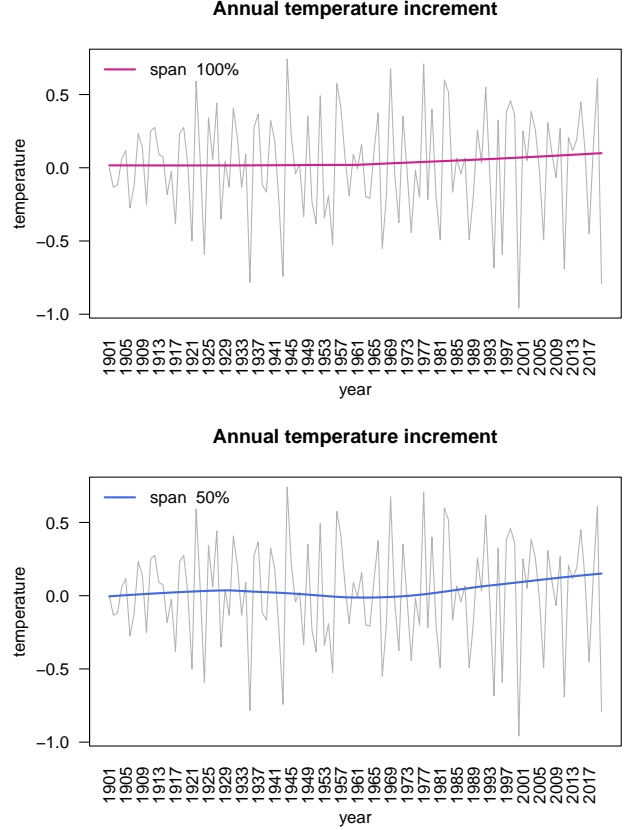 Annual temperature increment
span 100%
temperature
0.5
0.0
−0.5
−1.0
1901 1905 1909 1913 1917 1921 1925 1929 1933 1937 1941 1945 1949 1953 1957 1961 1965 1969 1973 1977 1981 1985 1989 1993 1997 2001 2005 2009 2013 2017
year
Annual temperature increment
span 50%
temperature
0.5
0.0
−0.5
−1.0
1901 1905 1909 1913 1917 1921 1925 1929 1933 1937 1941 1945 1949 1953 1957 1961 1965 1969 1973 1977 1981 1985 1989 1993 1997 2001 2005 2009 2013 2017
year